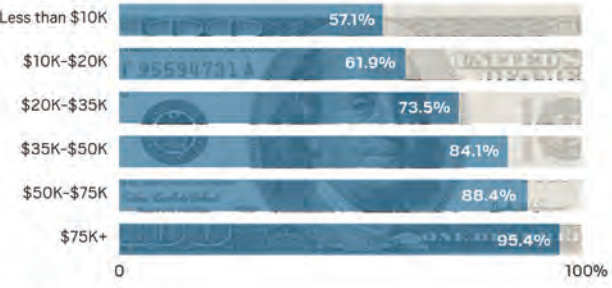 Less than $10K 57.1%
$10K-$20K 61.9%
$20K-$35K 73.5%
$35K-$50K 84.1%
$50K-$75K 88.4%
$75K+ 95.4%
0 100%